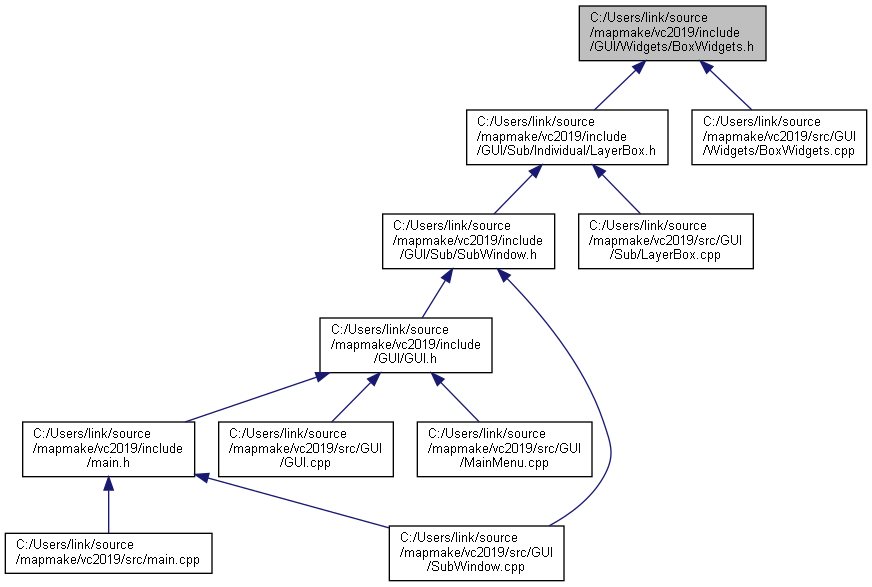 C:/Users/link/source
/mapmake/vc2019/include
/GUI/Widgets/BoxWidgets.h
C:/Users/link/source
/mapmake/vc2019/include
/GUI/Sub/Individual/LayerBox.h
C:/Users/link/source
/mapmake/vc2019/src/GUI
/Widgets/BoxWidgets.cpp
C:/Users/link/source
/mapmake/vc2019/include
/GUI/Sub/SubWindow.h
C:/Users/link/source
/mapmake/vc2019/src/GUI
/Sub/LayerBox.cpp
C:/Users/link/source
/mapmake/vc2019/include
/GUI/GUI.h
C:/Users/link/source
/mapmake/vc2019/include
/main.h
C:/Users/link/source
/mapmake/vc2019/src/GUI
/GUI.cpp
C:/Users/link/source
/mapmake/vc2019/src/GUI
/MainMenu.cpp
C:/Users/link/source
/mapmake/vc2019/src/main.cpp
C:/Users/link/source
/mapmake/vc2019/src/GUI
/SubWindow.cpp